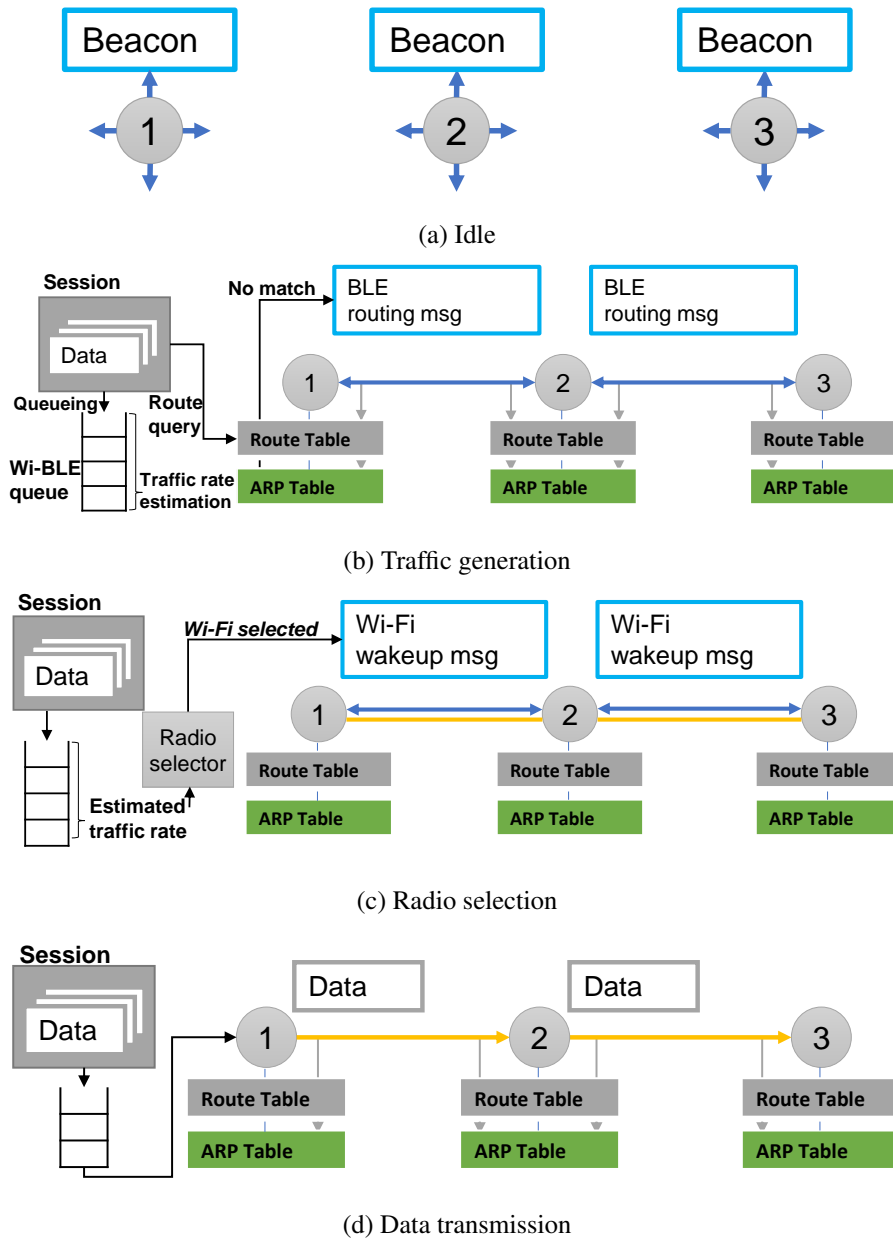 Beacon
Beacon
Beacon
1
2
3
(a) Idle
Session
Data
No match
BLE
routing msg
BLE
routing msg
Queueing
Route
query
1
2
3
Wi-BLE
queue
Traffic rate
estimation
Route Table
Route Table
Route Table
ARP Table
ARP Table
ARP Table
(b) Traffic generation
Session
Data
Wi-Fi selected
Wi-Fi
wakeup msg
Wi-Fi
wakeup msg
Radio
selector
1
2
3
Estimated
traffic rate
Route Table
Route Table
Route Table
ARP Table
ARP Table
ARP Table
(c) Radio selection
Session
Data
Data
Data
1
2
3
Route Table
Route Table
Route Table
ARP Table
ARP Table
ARP Table
(d) Data transmission